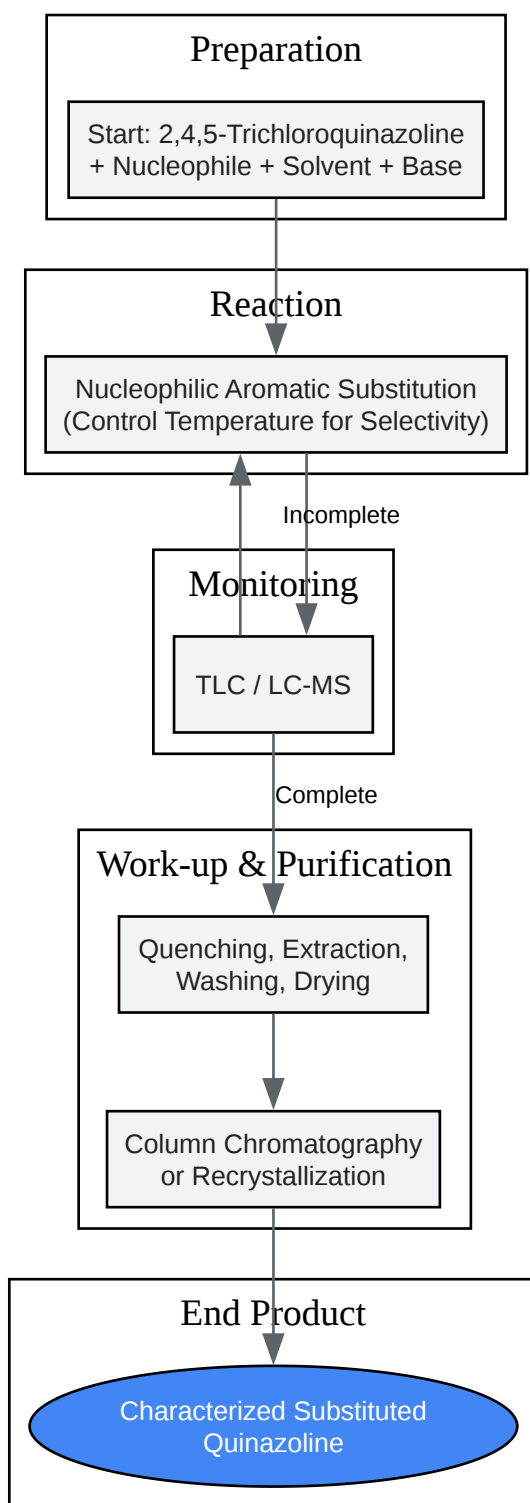 Preparation
Start: 2,4,5-Trichloroquinazoline
+ Nucleophile + Solvent + Base
Reaction
Nucleophilic Aromatic Substitution
(Control Temperature for Selectivity)
Incomplete
Monitoring
TLC / LC-MS
Complete
Work-up & Purification
Quenching, Extraction,
Washing, Drying
Column Chromatography
or Recrystallization
End Product
Characterized Substituted
Quinazoline